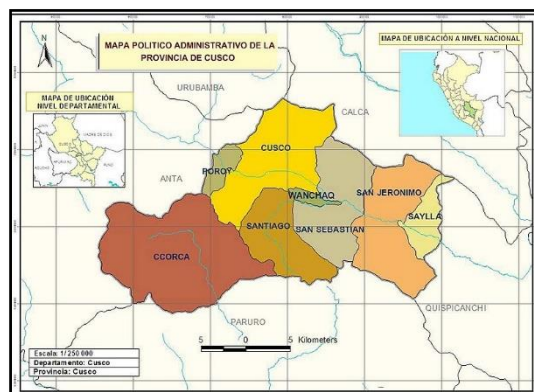 MAPA POLITICO ADMINISTRATIVO DE LA
PROVINCIA DE CUSCO
MAPA DE UBICACIÓN A NIVEL NACIONAL
N
MAPA DE UBICACIÓN
NIVEL DEPARTAMENTAL
URUBAMBA
CALCA
CUSCO
POROY
ANTA
WANCHAQ
SAN JERONIMO
SAYLLA
SANTIAGO
SAN SEBASTIAN
CCORCA
QUISPICANCHI
PARURO
5 0 5 Kilometers
Escala: 1/250 000
Departamento: Cusco
Provincia: Cusco